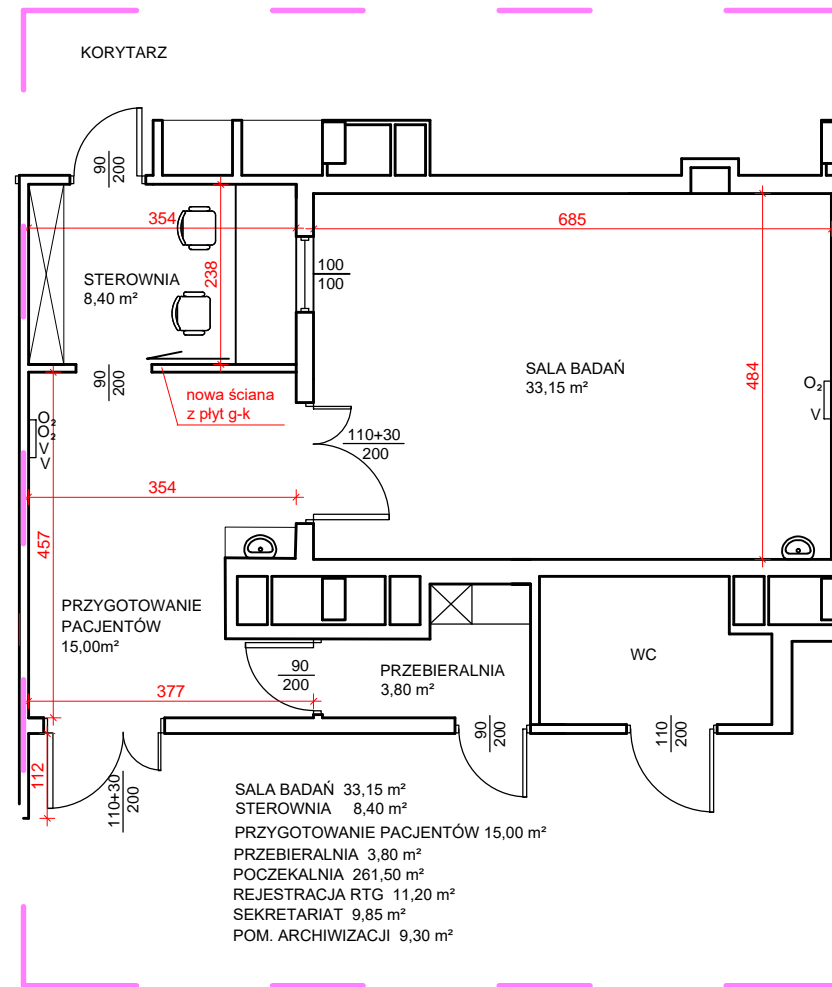 KORYTARZ
90
200
354
238
STEROWNIA
8,40 m²
100
100
685
484
SALA BADAŃ
33,15 m²
O₂
V
90
200
nowa ściana
z płyt g-k
O₂
O₂
V
V
110+30
200
354
457
PRZYGOTOWANIE
PACJENTÓW
15,00m²
377
90
200
PRZEBIERALNIA
3,80 m²
WC
90
200
110
200
112
110+30
200
SALA BADAŃ 33,15 m²
STEROWNIA 8,40 m²
PRZYGOTOWANIE PACJENTÓW 15,00 m²
PRZEBIERALNIA 3,80 m²
POCZEKALNIA 261,50 m²
REJESTRACJA RTG 11,20 m²
SEKRETARIAT 9,85 m²
POM. ARCHIWIZACJI 9,30 m²